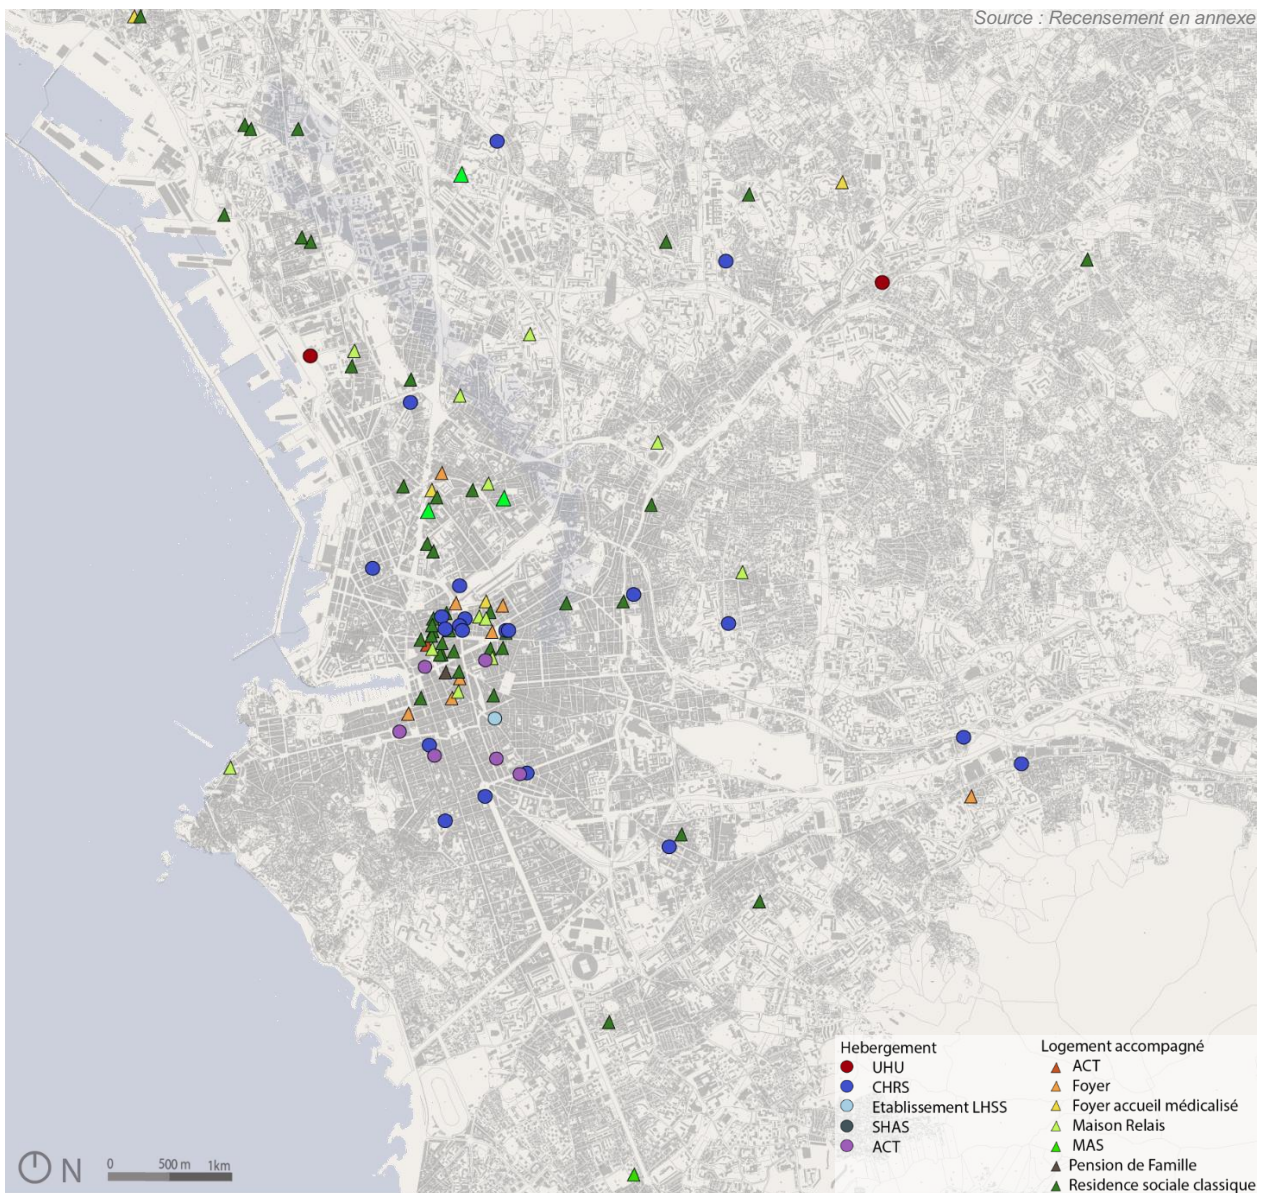 Source : Recensement en annexe
Hebergement
UHU
CHRS
Etablissement LHSS
SHAS
ACT
Logement accompagné
ACT
Foyer
Foyer accueil médicalisé
Maison Relais
MAS
Pension de Famille
Residence sociale classique
N
0 500 m 1km